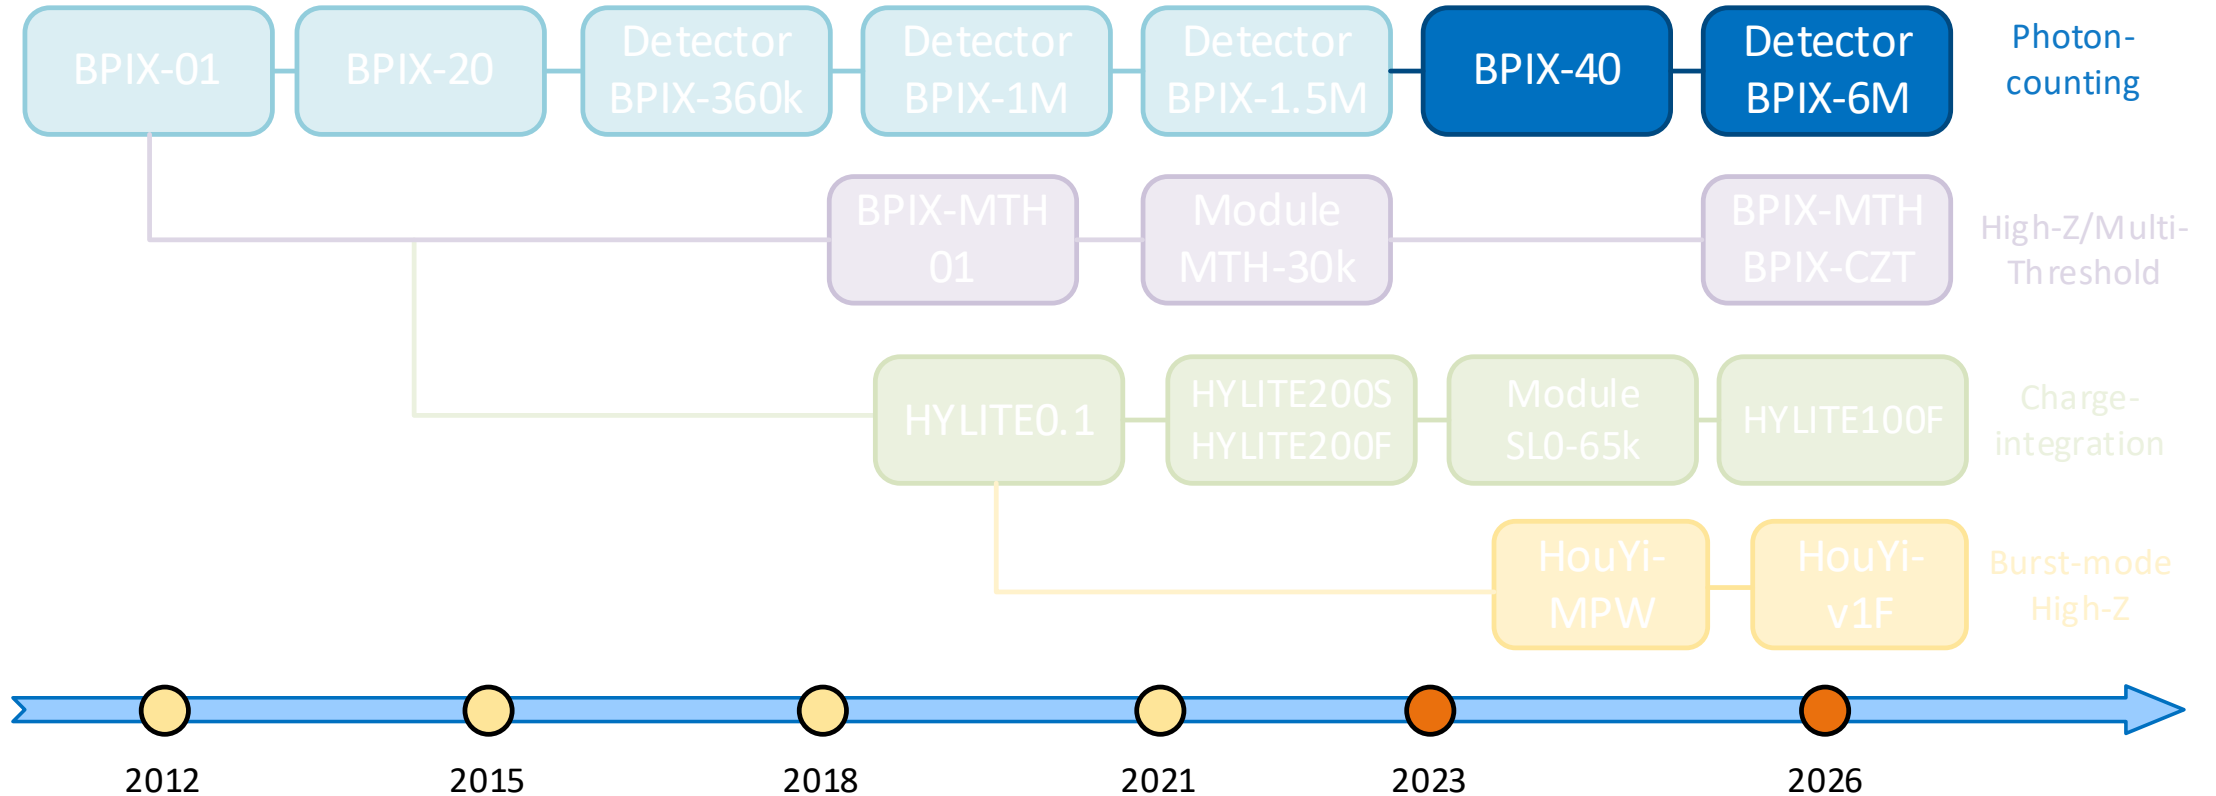 BPIX-01
BPIX-20
Detector
BPIX-360k
Detector
BPIX-1M
Detector
BPIX-1.5M
BPIX-40
Detector
BPIX-6M
Photon-
counting
BPIX-MTH
01
Module
MTH-30k
BPIX-MTH
BPIX-CZT
High-Z/Multi-
Threshold
HYLITE0.1
HYLITE200S
HYLITE200F
Module
SL0-65k
HYLITE100F
Charge-
integration
HouYi-
MPW
HouYi-
v1F
Burst-mode
High-Z
2012
2015
2018
2021
2023
2026